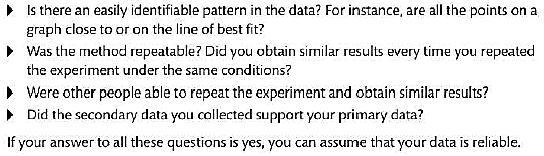 ▶ Is there an easily identifiable pattern in the data? For instance, are all the points on a
graph close to or on the line of best fit?
▶ Was the method repeatable? Did you obtain similar results every time you repeated
the experiment under the same conditions?
▶ Were other people able to repeat the experiment and obtain similar results?
▶ Did the secondary data you collected support your primary data?
If your answer to all these questions is yes, you can assume that your data is reliable.